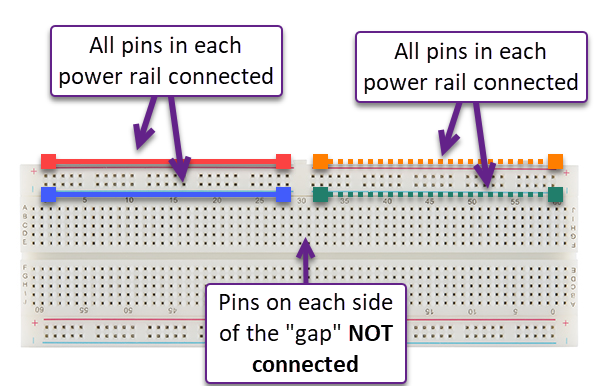 All pins in each
power rail connected
All pins in each
power rail connected
+ +
5 10 15 20 25 30 35 40 45 50 55
A
B
C
D
E
F
G
H
I
J
60 55 50 45 5 0
+ +
Pins on each side
of the "gap" NOT
connected